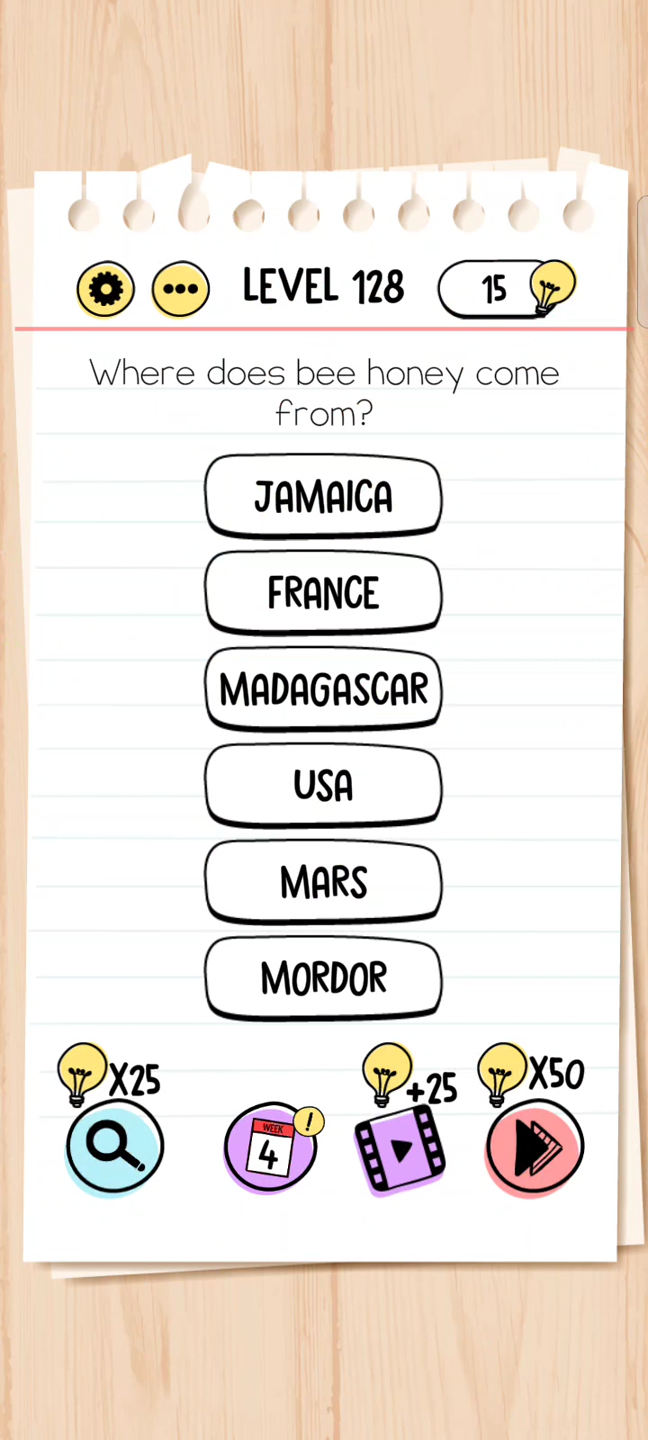 LEVEL 128
15
Where does bee honey come
from?
JAMAICA
FRANCE
MADAGASCAR
USA
MARS
MORDOR
X25
+25
X50
WEEK
4
!